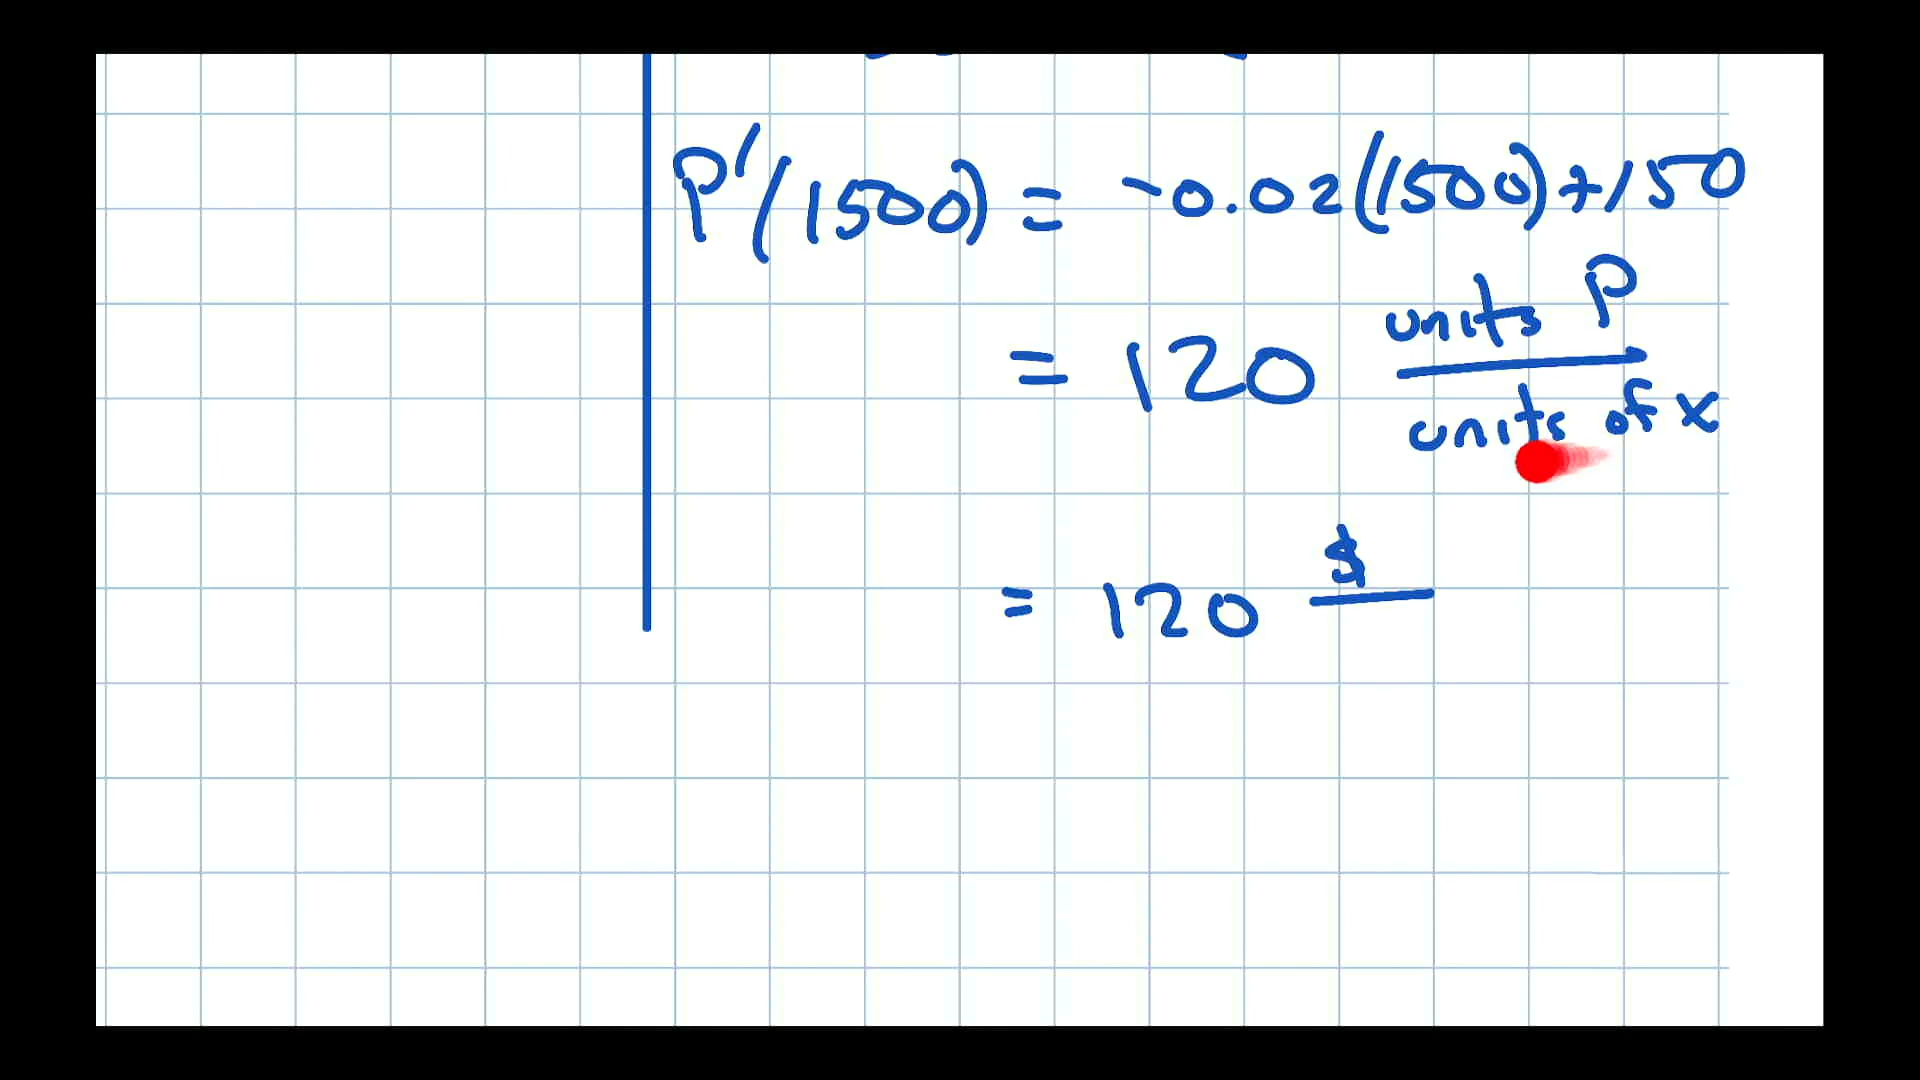 P'(1500) = -0.02(1500)+150
= 120 units P
units of x
= 120 $